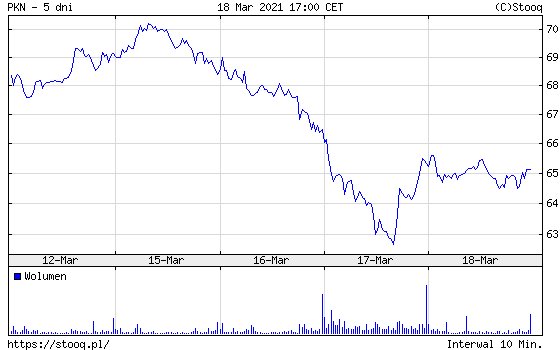 PKN - 5 dni 18 Mar 2021 17:00 CET (C)Stooq
70
69
68
67
66
65
64
63
12-Mar 15-Mar 16-Mar 17-Mar 18-Mar
Wolumen
https://stooq.pl/ Interwal 10 Min.